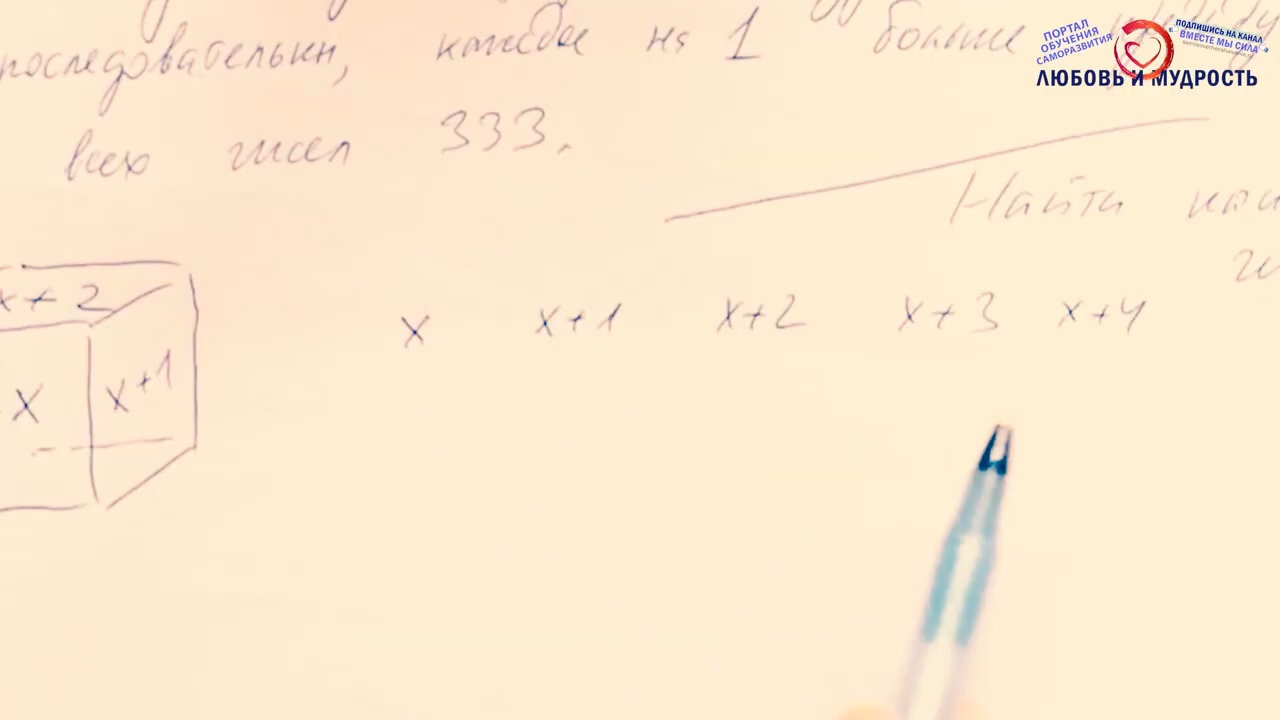 последовательны, каждое на 1 больше
всех чисел 333.
Найти
x+2
x
x+1
x
x+1
x+2
x+3
x+4
ПОРТАЛ
ОБУЧЕНИЯ
САМОРАЗВИТИЯ
ПОДПИШИСЬ НА КАНАЛ
"ВМЕСТЕ МЫ СИЛА"
ЛЮБОВЬ И МУДРОСТЬ